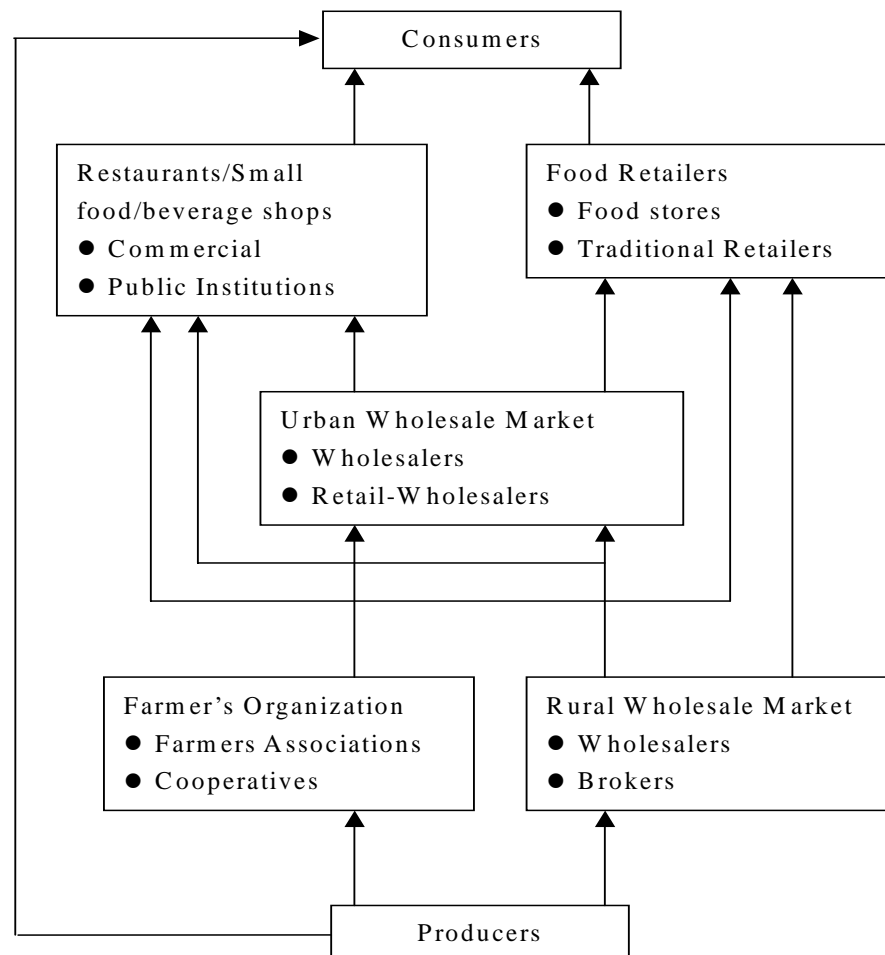 Consumers
Restaurants/Small
food/beverage shops
● Commercial
● Public Institutions
Food Retailers
● Food stores
● Traditional Retailers
Urban Wholesale Market
● Wholesalers
● Retail-Wholesalers
Farmer’s Organization
● Farmers Associations
● Cooperatives
Rural Wholesale Market
● Wholesalers
● Brokers
Producers